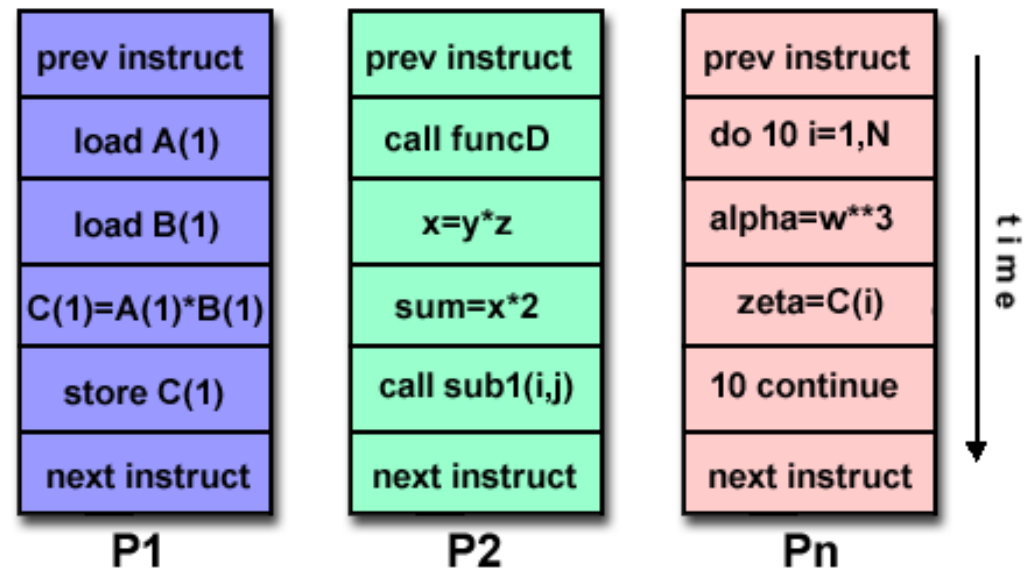 prev instruct
load A(1)
load B(1)
C(1)=A(1)*B(1)
store C(1)
next instruct
P1
prev instruct
call funcD
x=y*z
sum=x*2
call sub1(i,j)
next instruct
P2
prev instruct
do 10 i=1,N
alpha=w**3
zeta=C(i)
10 continue
next instruct
Pn
time